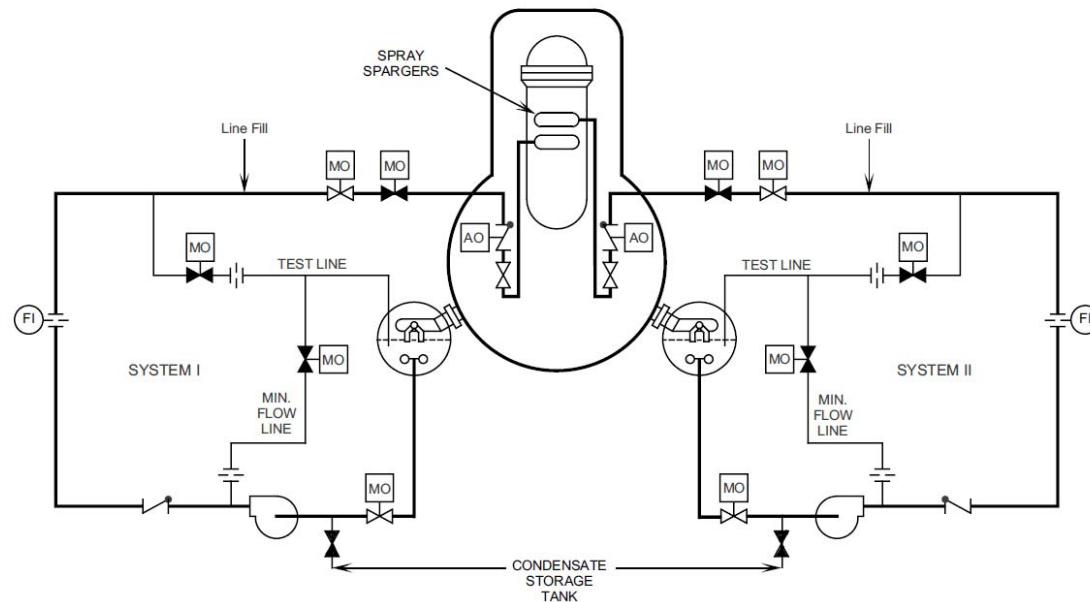 SPRAY
SPARGERS
Line Fill
Line Fill
MO
MO
MO
MO
AO
AO
MO
MO
TEST LINE
TEST LINE
FI
FI
SYSTEM I
MO
MO
SYSTEM II
MIN.
FLOW
LINE
MIN.
FLOW
LINE
MO
MO
CONDENSATE
STORAGE
TANK